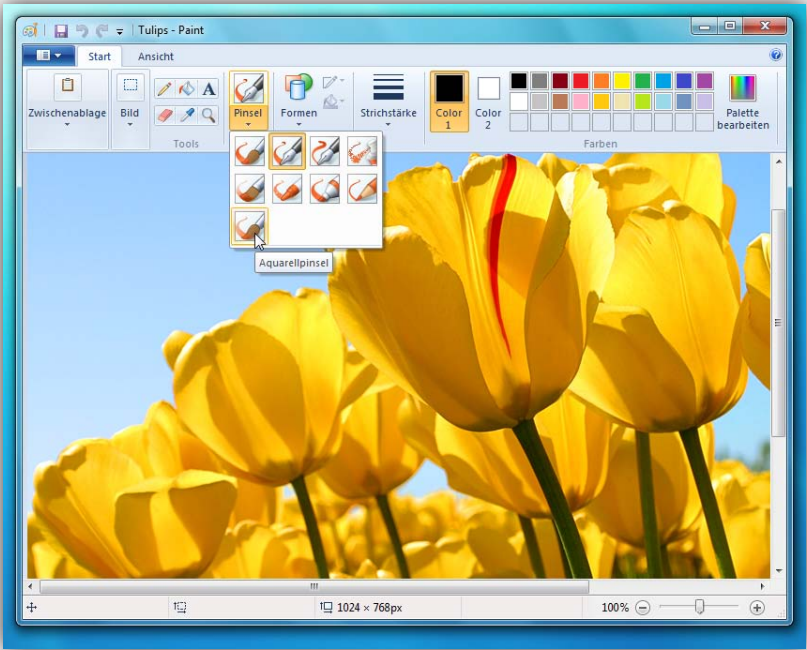 Tulips - Paint
Start Ansicht
Zwischenablage Bild Pinsel Formen Strichstärke Color 1 Color 2 Palette bearbeiten
A
Tools Farben
Aquarellpinsel
1024 × 768px 100%